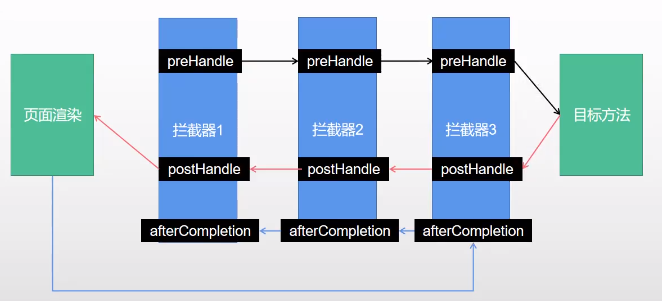 preHandle
preHandle
preHandle
页面渲染
拦截器1
拦截器2
拦截器3
目标方法
postHandle
postHandle
postHandle
afterCompletion
afterCompletion
afterCompletion